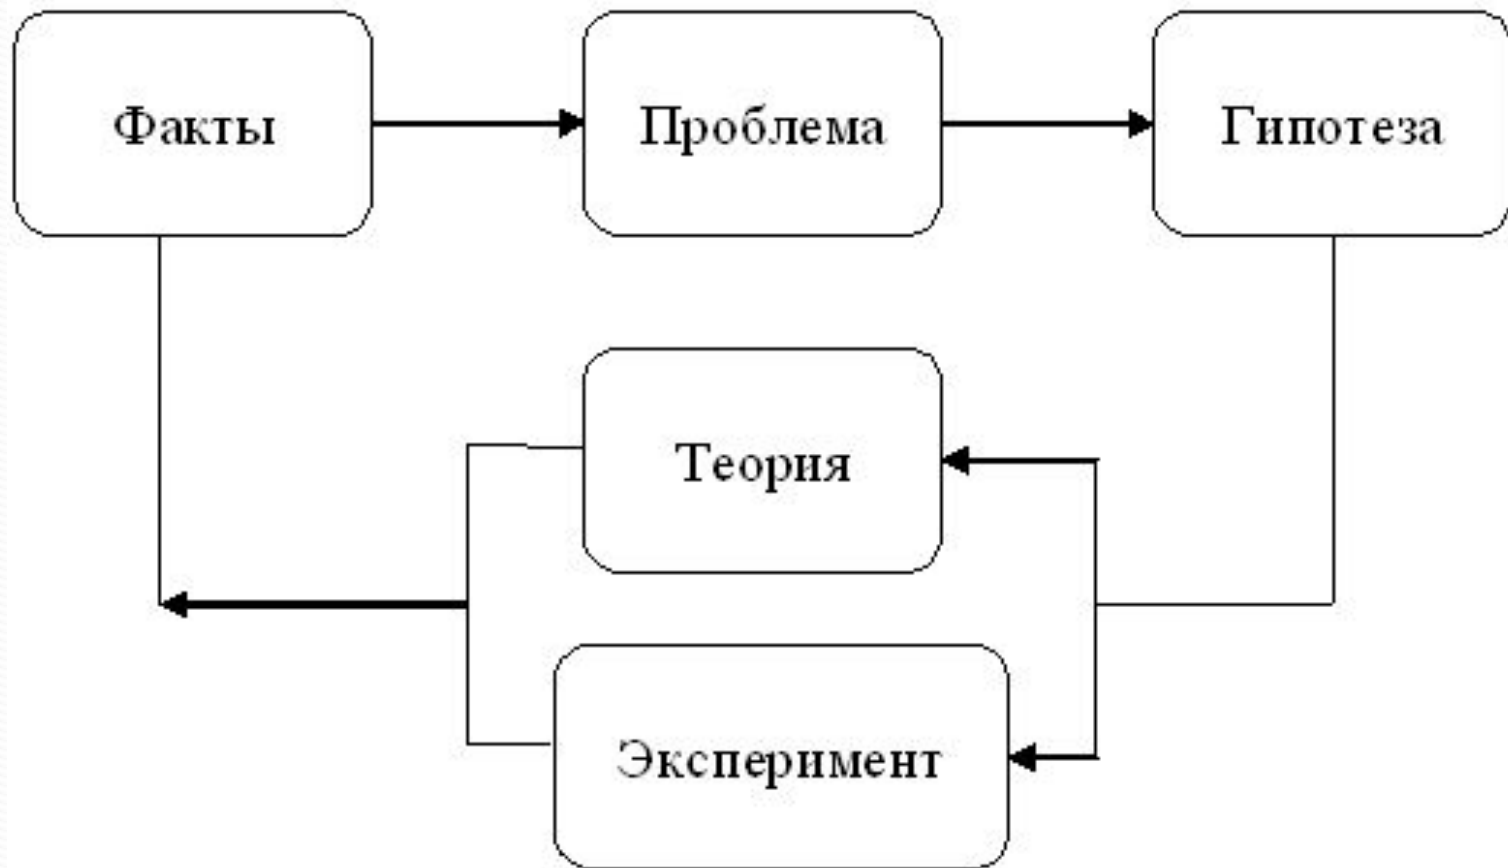 Факты
Проблема
Гипотеза
Теория
Эксперимент